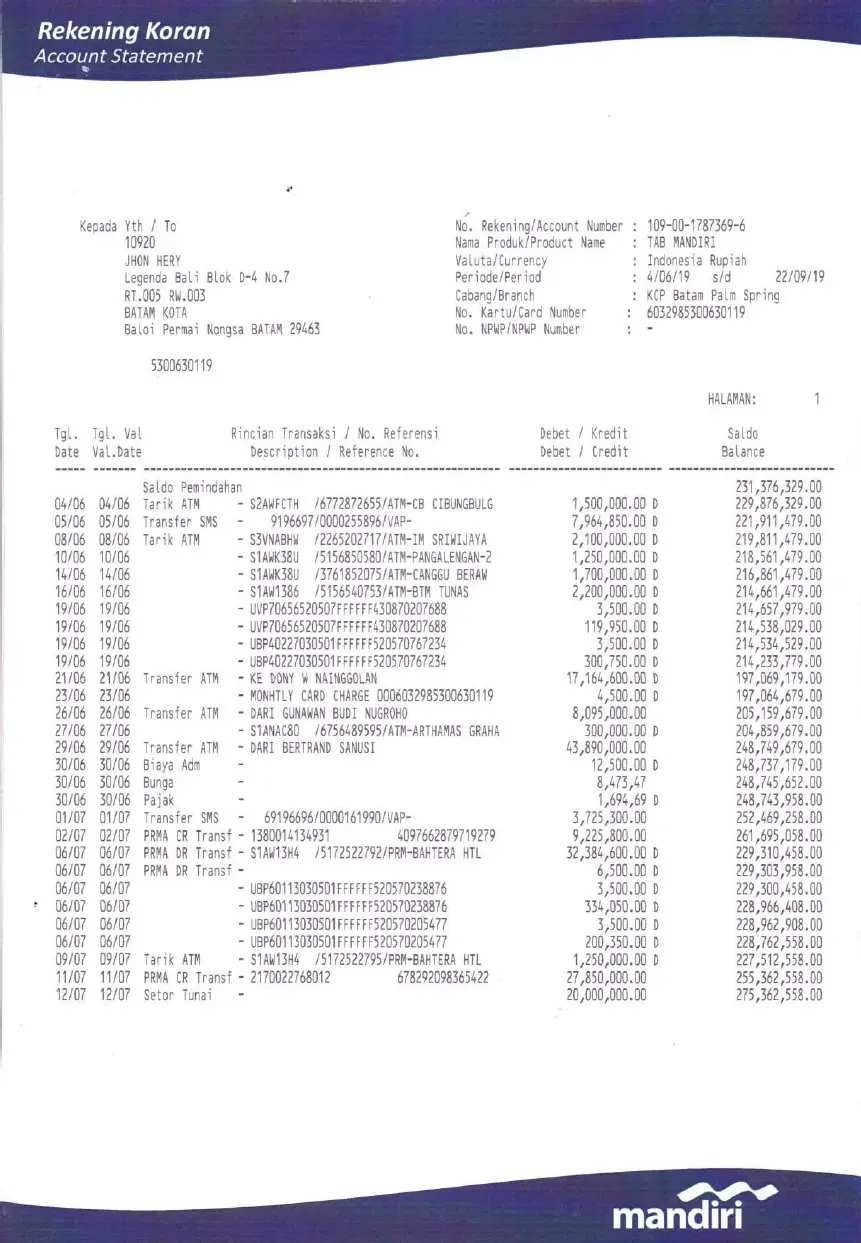 Rekening Koran
Account Statement
Kepada Yth / To
10920
JHON HERY
Legenda Bali Blok D-4 No.7
RT.005 RW.003
BATAM KOTA
Baloi Permai Nongsa BATAM 29463
5300630119
No. Rekening/Account Number : 109-00-1787369-6
Nama Produk/Product Name : TAB MANDIRI
Valuta/Currency : Indonesia Rupiah
Periode/Period : 4/06/19 s/d 22/09/19
Cabang/Branch : KCP Batam Palm Spring
No. Kartu/Card Number : 6032985300630119
No. NPWP/NPWP Number : -
HALAMAN: 1
Tgl. Tgl. Val Rincian Transaksi / No. Referensi Debet / Kredit Saldo
Date Val.Date Description / Reference No. Debet / Credit Balance
Saldo Pemindahan 231,376,329.00
04/06 04/06 Tarik ATM - S2AWFCTH /6772872655/ATM-CB CIBUNGBULG 1,500,000.00 D 229,876,329.00
05/06 05/06 Transfer SMS - 9196697/0000255896/VAP- 7,964,850.00 D 221,911,479.00
08/06 08/06 Tarik ATM - S3VNABHW /2265202717/ATM-IM SRIWIJAYA 2,100,000.00 D 219,811,479.00
10/06 10/06 - S1AWK38U /5156850580/ATM-PANGALENGAN-2 1,250,000.00 D 218,561,479.00
14/06 14/06 - S1AWK38U /3761852075/ATM-CANGGU BERAW 1,700,000.00 D 216,861,479.00
16/06 16/06 - S1AW1386 /5156540753/ATM-BTM TUNAS 2,200,000.00 D 214,661,479.00
19/06 19/06 - UVP70656520507FFFFFF430870207688 3,500.00 D 214,657,979.00
19/06 19/06 - UVP70656520507FFFFFF430870207688 119,950.00 D 214,538,029.00
19/06 19/06 - UBP40227030501FFFFFF520570767234 3,500.00 D 214,534,529.00
19/06 19/06 - UBP40227030501FFFFFF520570767234 300,750.00 D 214,233,779.00
21/06 21/06 Transfer ATM - KE DONY W NAINGGOLAN 17,164,600.00 D 197,069,179.00
23/06 23/06 - MONHTLY CARD CHARGE 0006032985300630119 4,500.00 D 197,064,679.00
26/06 26/06 Transfer ATM - DARI GUNAWAN BUDI NUGROHO 8,095,000.00 205,159,679.00
27/06 27/06 - S1ANAC80 /6756489595/ATM-ARTHAMAS GRAHA 300,000.00 D 204,859,679.00
29/06 29/06 Transfer ATM - DARI BERTRAND SANUSI 43,890,000.00 248,749,679.00
30/06 30/06 Biaya Adm - 12,500.00 D 248,737,179.00
30/06 30/06 Bunga - 8,473,47 248,745,652.00
30/06 30/06 Pajak - 1,694,69 D 248,743,958.00
01/07 01/07 Transfer SMS - 69196696/0000161990/VAP- 3,725,300.00 252,469,258.00
02/07 02/07 PRMA CR Transf - 1380014134931 4097662879719279 9,225,800.00 261,695,058.00
06/07 06/07 PRMA DR Transf - S1AW13H4 /5172522792/PRM-BAHTERA HTL 32,384,600.00 D 229,310,458.00
06/07 06/07 PRMA DR Transf - 6,500.00 D 229,303,958.00
06/07 06/07 - UBP60113030501FFFFFF520570238876 3,500.00 D 229,300,458.00
06/07 06/07 - UBP60113030501FFFFFF520570238876 334,050.00 D 228,966,408.00
06/07 06/07 - UBP60113030501FFFFFF520570205477 3,500.00 D 228,962,908.00
06/07 06/07 - UBP60113030501FFFFFF520570205477 200,350.00 D 228,762,558.00
09/07 09/07 Tarik ATM - S1AW13H4 /5172522795/PRM-BAHTERA HTL 1,250,000.00 D 227,512,558.00
11/07 11/07 PRMA CR Transf - 2170022768012 678292098365422 27,850,000.00 255,362,558.00
12/07 12/07 Setor Tunai - 20,000,000.00 275,362,558.00
mandiri